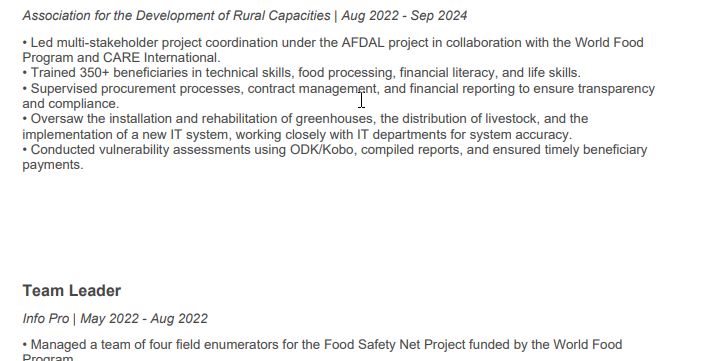 Association for the Development of Rural Capacities | Aug 2022 - Sep 2024
• Led multi-stakeholder project coordination under the AFDAL project in collaboration with the World Food
Program and CARE International.
• Trained 350+ beneficiaries in technical skills, food processing, financial literacy, and life skills.
• Supervised procurement processes, contract management, and financial reporting to ensure transparency
and compliance.
• Oversaw the installation and rehabilitation of greenhouses, the distribution of livestock, and the
implementation of a new IT system, working closely with IT departments for system accuracy.
• Conducted vulnerability assessments using ODK/Kobo, compiled reports, and ensured timely beneficiary
payments.
Team Leader
Info Pro | May 2022 - Aug 2022
• Managed a team of four field enumerators for the Food Safety Net Project funded by the World Food
Program